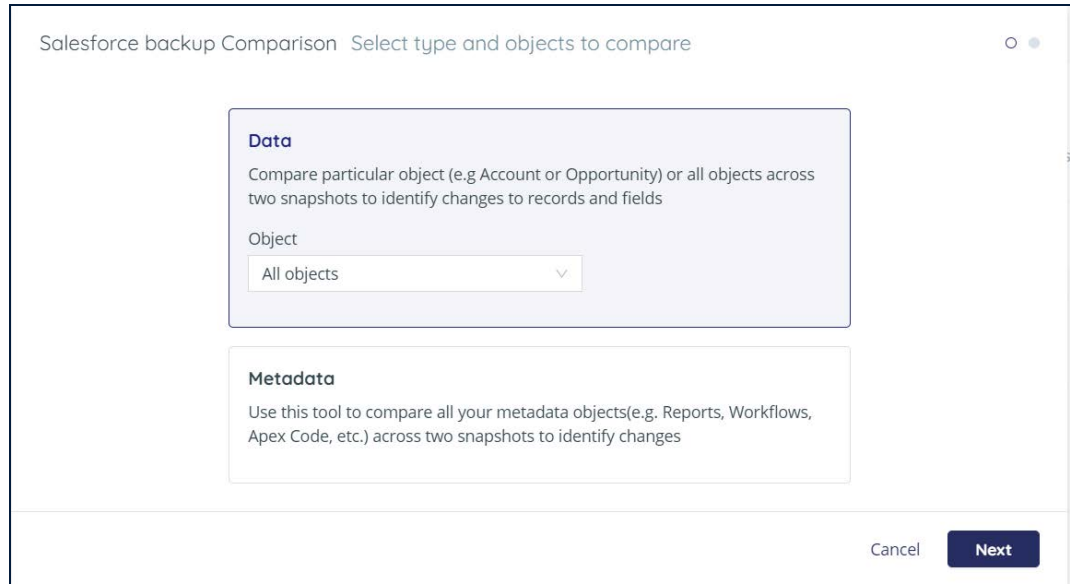 Salesforce backup Comparison Select type and objects to compare
Data
Compare particular object (e.g Account or Opportunity) or all objects across
two snapshots to identify changes to records and fields
Object
All objects
Metadata
Use this tool to compare all your metadata objects(e.g. Reports, Workflows,
Apex Code, etc.) across two snapshots to identify changes
Cancel Next